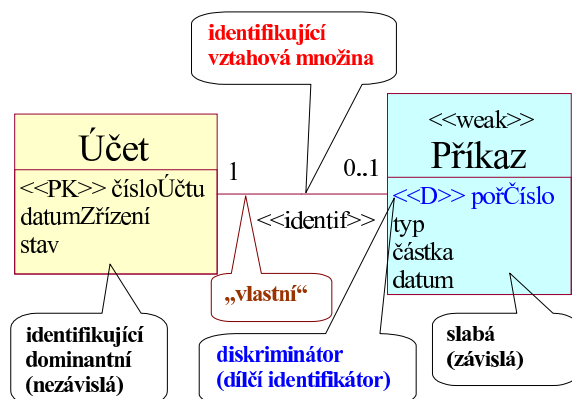 identifikující
vztahová množina
Účet
<<PK>> čísloÚčtu
datumZřízení
stav
1
0..1
<<identif>>
<<weak>>
Příkaz
<<D>> pořČíslo
typ
částka
datum
„vlastní“
identifikující
dominantní
(nezávislá)
diskriminátor
(dílčí identifikátor)
slabá
(závislá)